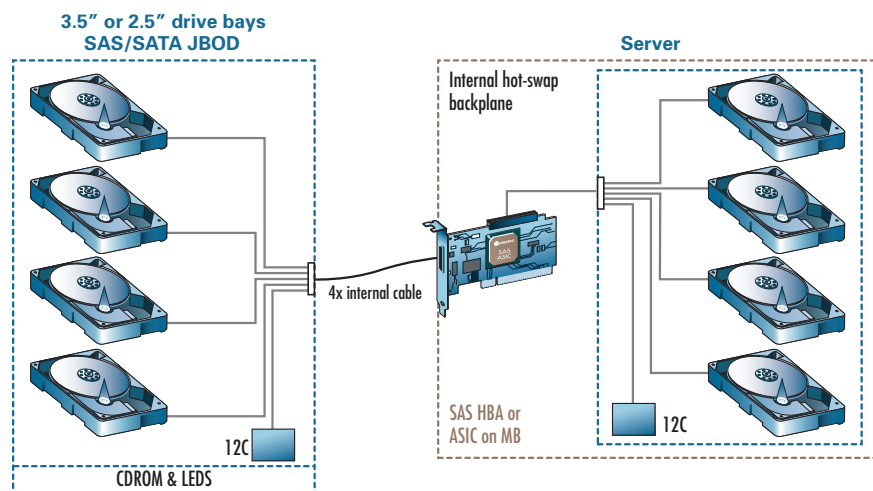 3.5” or 2.5” drive bays
SAS/SATA JBOD
12C
CDROM & LEDS
4x internal cable
Server
Internal hot-swap
backplane
SAS
ASIC
SAS HBA or
ASIC on MB
12C